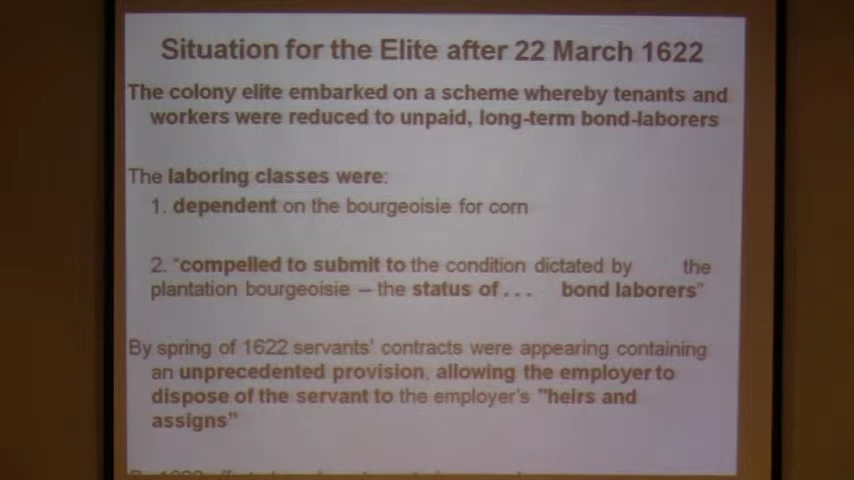 Situation for the Elite after 22 March 1622
The colony elite embarked on a scheme whereby tenants and
workers were reduced to unpaid, long-term bond-laborers
The laboring classes were:
1. dependent on the bourgeoisie for corn
2. "compelled to submit to the condition dictated by the
plantation bourgeoisie – the status of . . . bond laborers"
By spring of 1622 servants' contracts were appearing containing
an unprecedented provision, allowing the employer to
dispose of the servant to the employer's "heirs and
assigns"